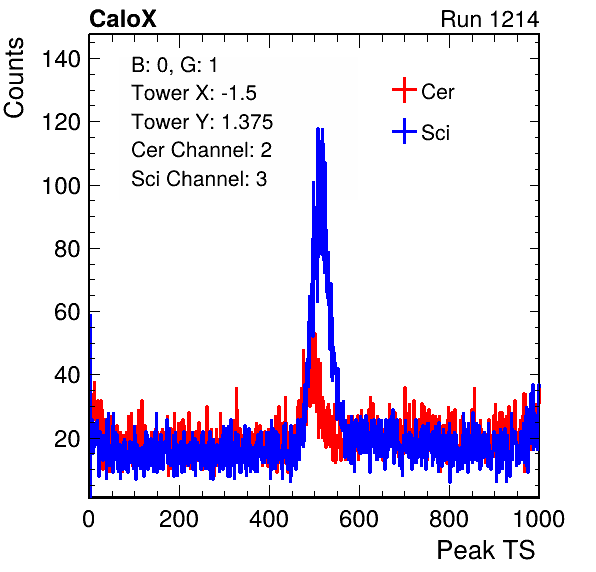 CaloX
Run 1214
Counts
B: 0, G: 1
Tower X: -1.5
Tower Y: 1.375
Cer Channel: 2
Sci Channel: 3
Cer
Sci
140
120
100
80
60
40
20
0 200 400 600 800 1000
Peak TS